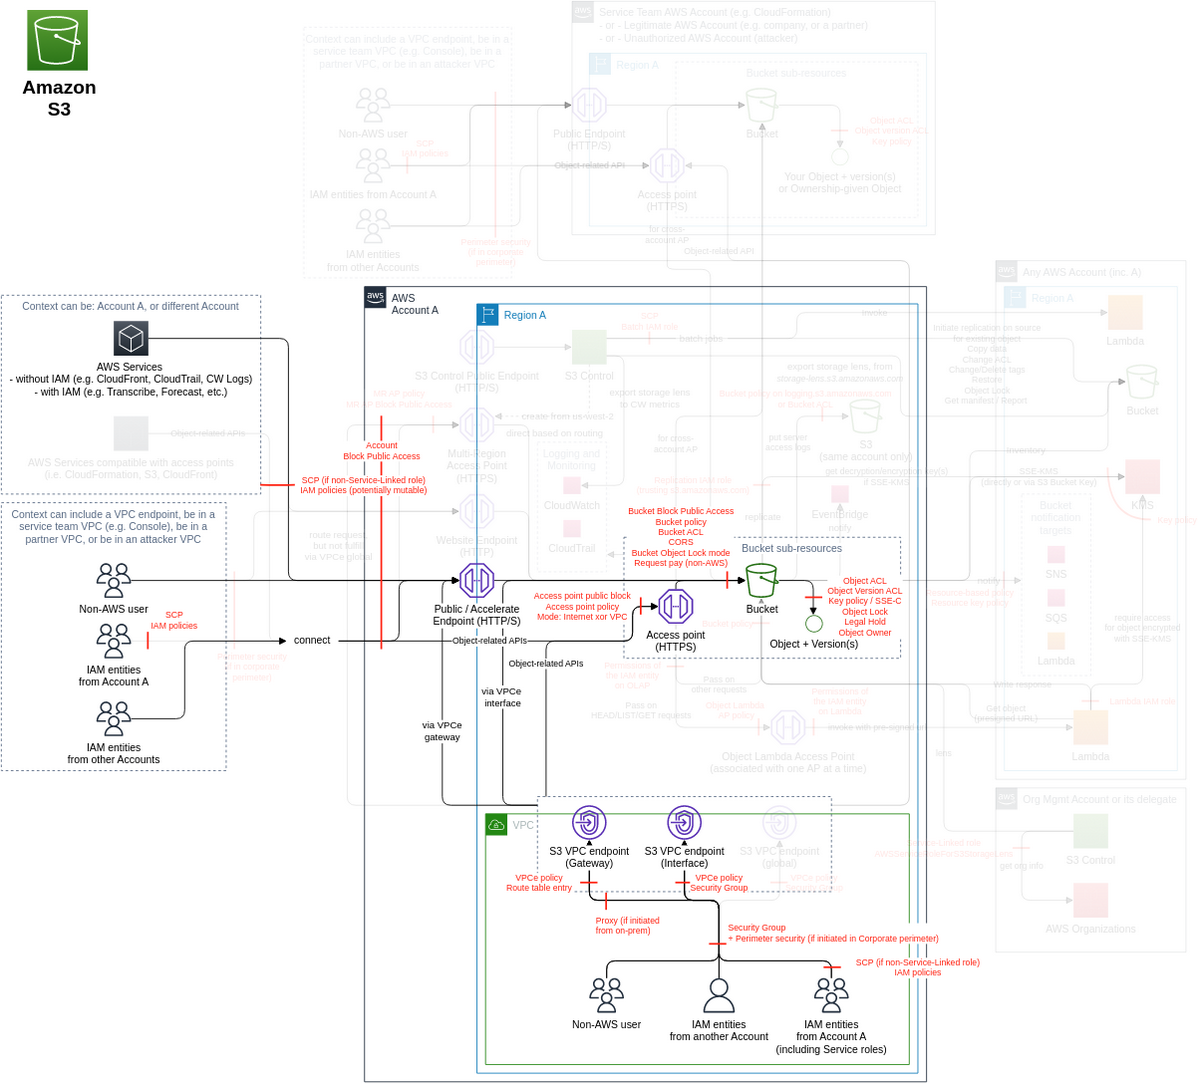 Amazon
S3
Context can include a VPC endpoint, be in a
service team VPC (e.g. Console), be in a
partner VPC, or be in an attacker VPC
Non-AWS user
SCP
IAM policies
IAM entities from Account A
IAM entities
from other Accounts
Perimeter security
(if in corporate
perimeter)
Service Team AWS Account (e.g. CloudFormation)
- or - Legitimate AWS Account (e.g. company, or a partner)
- or - Unauthorized AWS Account (attacker)
Region A
Bucket sub-resources
Public Endpoint
(HTTP/S)
Object-related API
Access point
(HTTPS)
Bucket
Object ACL
Object version ACL
Key policy
Your Object + version(s)
or Ownership-given Object
for cross-
account AP
Object-related API
Context can be: Account A, or different Account
AWS Services
- without IAM (e.g. CloudFront, CloudTrail, CW Logs)
- with IAM (e.g. Transcribe, Forecast, etc.)
Object-related APIs
AWS Services compatible with access points
(i.e. CloudFormation, S3, CloudFront)
Account
Block Public Access
SCP (if non-Service-Linked role)
IAM policies (potentially mutable)
Context can include a VPC endpoint, be in a
service team VPC (e.g. Console), be in a
partner VPC, or be in an attacker VPC
Non-AWS user
SCP
IAM policies
IAM entities
from Account A
IAM entities
from other Accounts
connect
Perimeter security
perimeter)
route request
but not fulfill
via VPCe global
aws
AWS
Account A
Region A
S3 Control Public Endpoint
(HTTP/S)
S3 Control
SCP
Batch IAM role
batch jobs
invoke
export storage lens
to CW metrics
export storage lens, from
storage-lens.s3.amazonaws.com
MR AP policy
MR AP Block Public Access
create from us-west-2
direct based on routing
Multi-Region
Access Point
(HTTP/S)
Logging and
Monitoring
CloudWatch
CloudTrail
Website Endpoint
(HTTP)
Bucket policy on logging.s3.amazonaws.com
or bucket ACL
put server
access logs
S3
(same account only)
for cross-
account AP
get decryption/encryption key(s)
if SSE-KMS
replicate
Eventbridge
notify
Bucket Block Public Access
Bucket policy
Bucket ACL
CORS
Bucket Object Lock mode
Request pay (non-AWS)
Bucket sub-resources
Public / Accelerate
Endpoint (HTTP/S)
Object-related APIs
Object-related APIs
Access point public block
Access point policy
Mode: Internet xor VPC
Access point
(HTTPS)
Bucket
Object ACL
Object Version ACL
Key policy / SSE-C
Object Lock
Legal Hold
Object Owner
Object + Version(s)
Bucket policy
via VPCe
interface
via VPCe
gateway
Permissions of
the IAM entity
on OLAP
Pass on
other requests
Pass on
HEAD/LIST/GET requests
Object Lambda
AP policy
Permissions of
the IAM entity
on Lambda
invoke with pre-signed url
Object Lambda Access Point
(associated with one AP at a time)
Write response
Get object
(presigned URL)
lens
VPC
S3 VPC endpoint
(Gateway)
S3 VPC endpoint
(Interface)
S3 VPC endpoint
(global)
VPCe policy
Route table entry
VPCe policy
Security Group
VPCe policy
Proxy (if initiated
from on-prem)
Security Group
+ Perimeter security (if initiated in Corporate perimeter)
SCP (if non-Service-Linked role)
IAM policies
Non-AWS user
IAM entities
from another Account
IAM entities
from Account A
(including Service roles)
aws
Any AWS Account (inc. A)
Region A
Lambda
Initiate replication on source
for existing object
Copy data
Change ACL
Change/Delete tags
Restore
Object Lock
Get manifest / Report
Bucket
Inventory
SSE-KMS
(directly or via S3 Bucket Key)
KMS
Key policy
Bucket
notification
targets
SNS
SQS
Lambda
notify
Resource-based policy
Resource key policy
require access
for object encrypted
with SSE-KMS
Lambda IAM role
Lambda
aws
Org Mgmt Account or its delegate
Service-Linked role
AWSServiceRoleForS3StorageLens
get org info
S3 Control
AWS Organizations